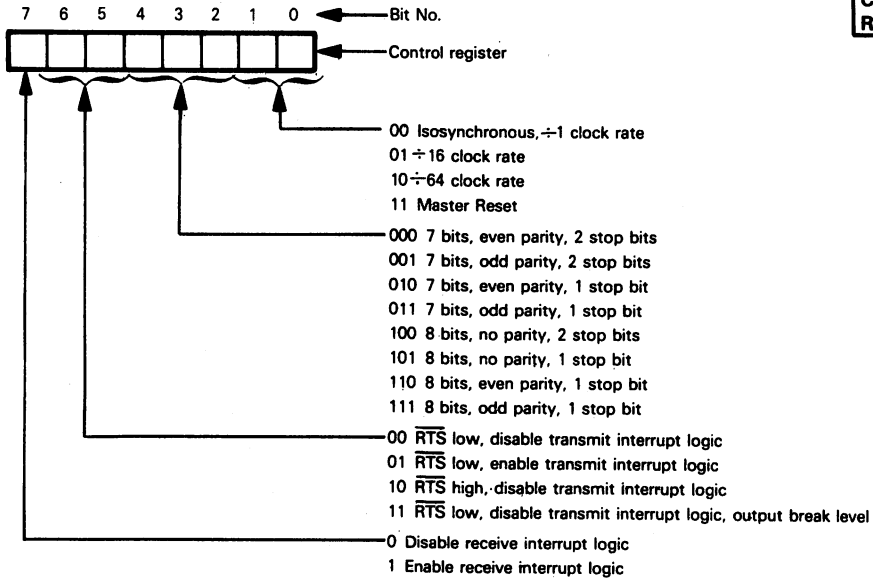 7 6 5 4 3 2 1 0 Bit No.
Control register
00 Isosynchronous, ÷1 clock rate
01 ÷16 clock rate
10 ÷64 clock rate
11 Master Reset
000 7 bits, even parity, 2 stop bits
001 7 bits, odd parity, 2 stop bits
010 7 bits, even parity, 1 stop bit
011 7 bits, odd parity, 1 stop bit
100 8 bits, no parity, 2 stop bits
101 8 bits, no parity, 1 stop bit
110 8 bits, even parity, 1 stop bit
111 8 bits, odd parity, 1 stop bit
00 R̅T̅S̅ low, disable transmit interrupt logic
01 R̅T̅S̅ low, enable transmit interrupt logic
10 R̅T̅S̅ high, disable transmit interrupt logic
11 R̅T̅S̅ low, disable transmit interrupt logic, output break level
0 Disable receive interrupt logic
1 Enable receive interrupt logic